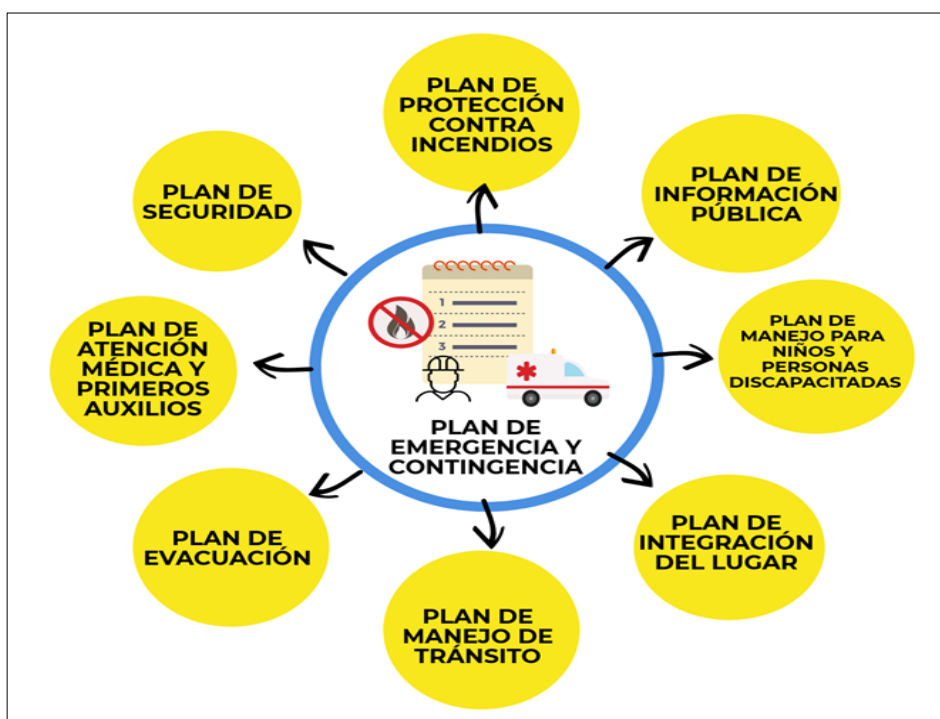 PLAN DE
PROTECCIÓN
CONTRA
INCENDIOS
PLAN DE
INFORMACIÓN
PÚBLICA
PLAN DE
MANEJO PARA
NIÑOS Y
PERSONAS
DISCAPACITADAS
PLAN DE
INTEGRACIÓN
DEL LUGAR
PLAN DE
MANEJO DE
TRÁNSITO
PLAN DE
EVACUACIÓN
PLAN DE
ATENCIÓN
MÉDICA Y
PRIMEROS
AUXILIOS
PLAN DE
SEGURIDAD
1
2
3
PLAN DE
EMERGENCIA Y
CONTINGENCIA